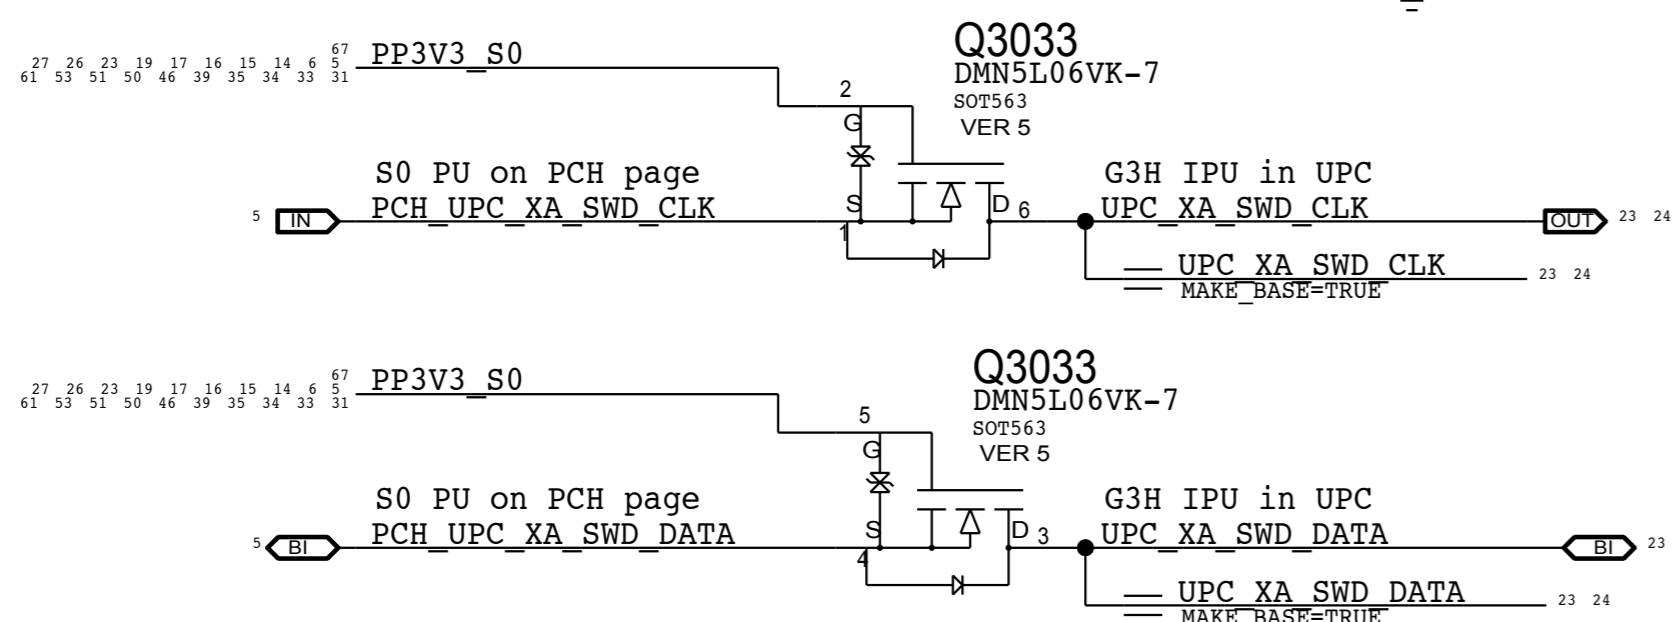 Q3033
DMN5L06VK-7
SOT563
VER 5
67
27 26 23 19 17 16 15 14 6 5
61 53 51 50 46 39 35 34 33 31
PP3V3_S0
2
G
S0 PU on PCH page
G3H IPU in UPC
5 IN PCH_UPC_XA_SWD_CLK
S
1
D 6
UPC_XA_SWD_CLK
OUT 23 24
UPC_XA_SWD_CLK 23 24
MAKE_BASE=TRUE
Q3033
DMN5L06VK-7
SOT563
VER 5
67
27 26 23 19 17 16 15 14 6 5
61 53 51 50 46 39 35 34 33 31
PP3V3_S0
5
G
S0 PU on PCH page
G3H IPU in UPC
5 BI PCH_UPC_XA_SWD_DATA
S
4
D 3
UPC_XA_SWD_DATA
BI 23
UPC_XA_SWD_DATA 23 24
MAKE_BASE=TRUE